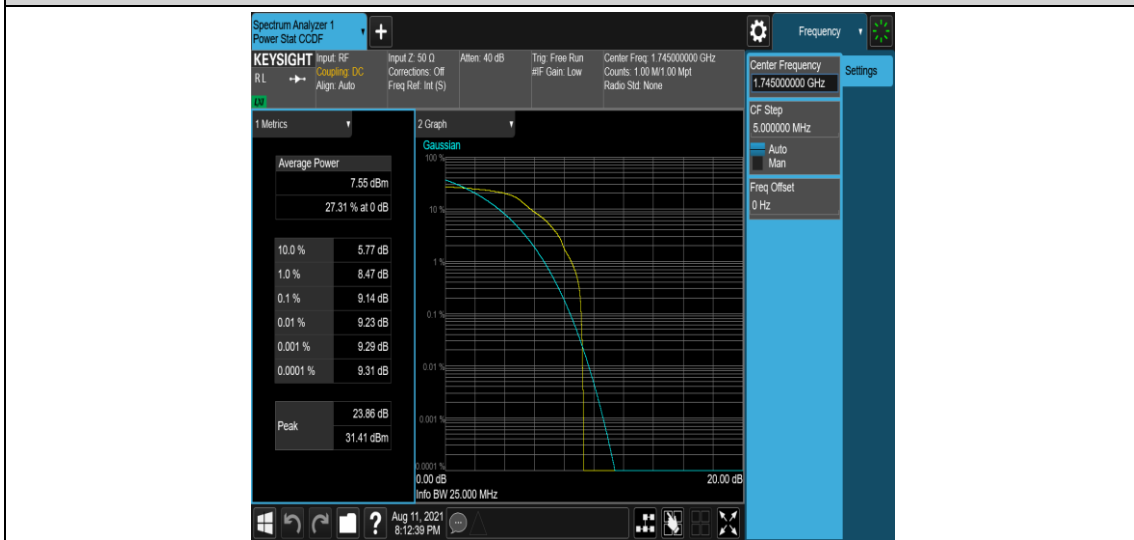 Spectrum Analyzer 1
Power Stat CCDF
Frequency
KEYSIGHT
RL
Input: RF
Coupling: DC
Align: Auto
Input Z: 50 Ω
Corrections: Off
Freq Ref: Int (S)
Atten: 40 dB
Trig: Free Run
#IF Gain: Low
Center Freq: 1.745000000 GHz
Counts: 1.00 M/1.00 Mpt
Radio Std: None
1 Metrics
Average Power
7.55 dBm
27.31 % at 0 dB
10.0 % 5.77 dB
1.0 % 8.47 dB
0.1 % 9.14 dB
0.01 % 9.23 dB
0.001 % 9.29 dB
0.0001 % 9.31 dB
Peak
23.86 dB
31.41 dBm
2 Graph
Gaussian
100 %
10 %
1 %
0.1 %
0.01 %
0.001 %
0.0001 %
0.00 dB 20.00 dB
Info BW 25.000 MHz
Center Frequency
1.745000000 GHz
CF Step
5.000000 MHz
Auto
Man
Freq Offset
0 Hz
Settings
Aug 11, 2021
8:12:39 PM